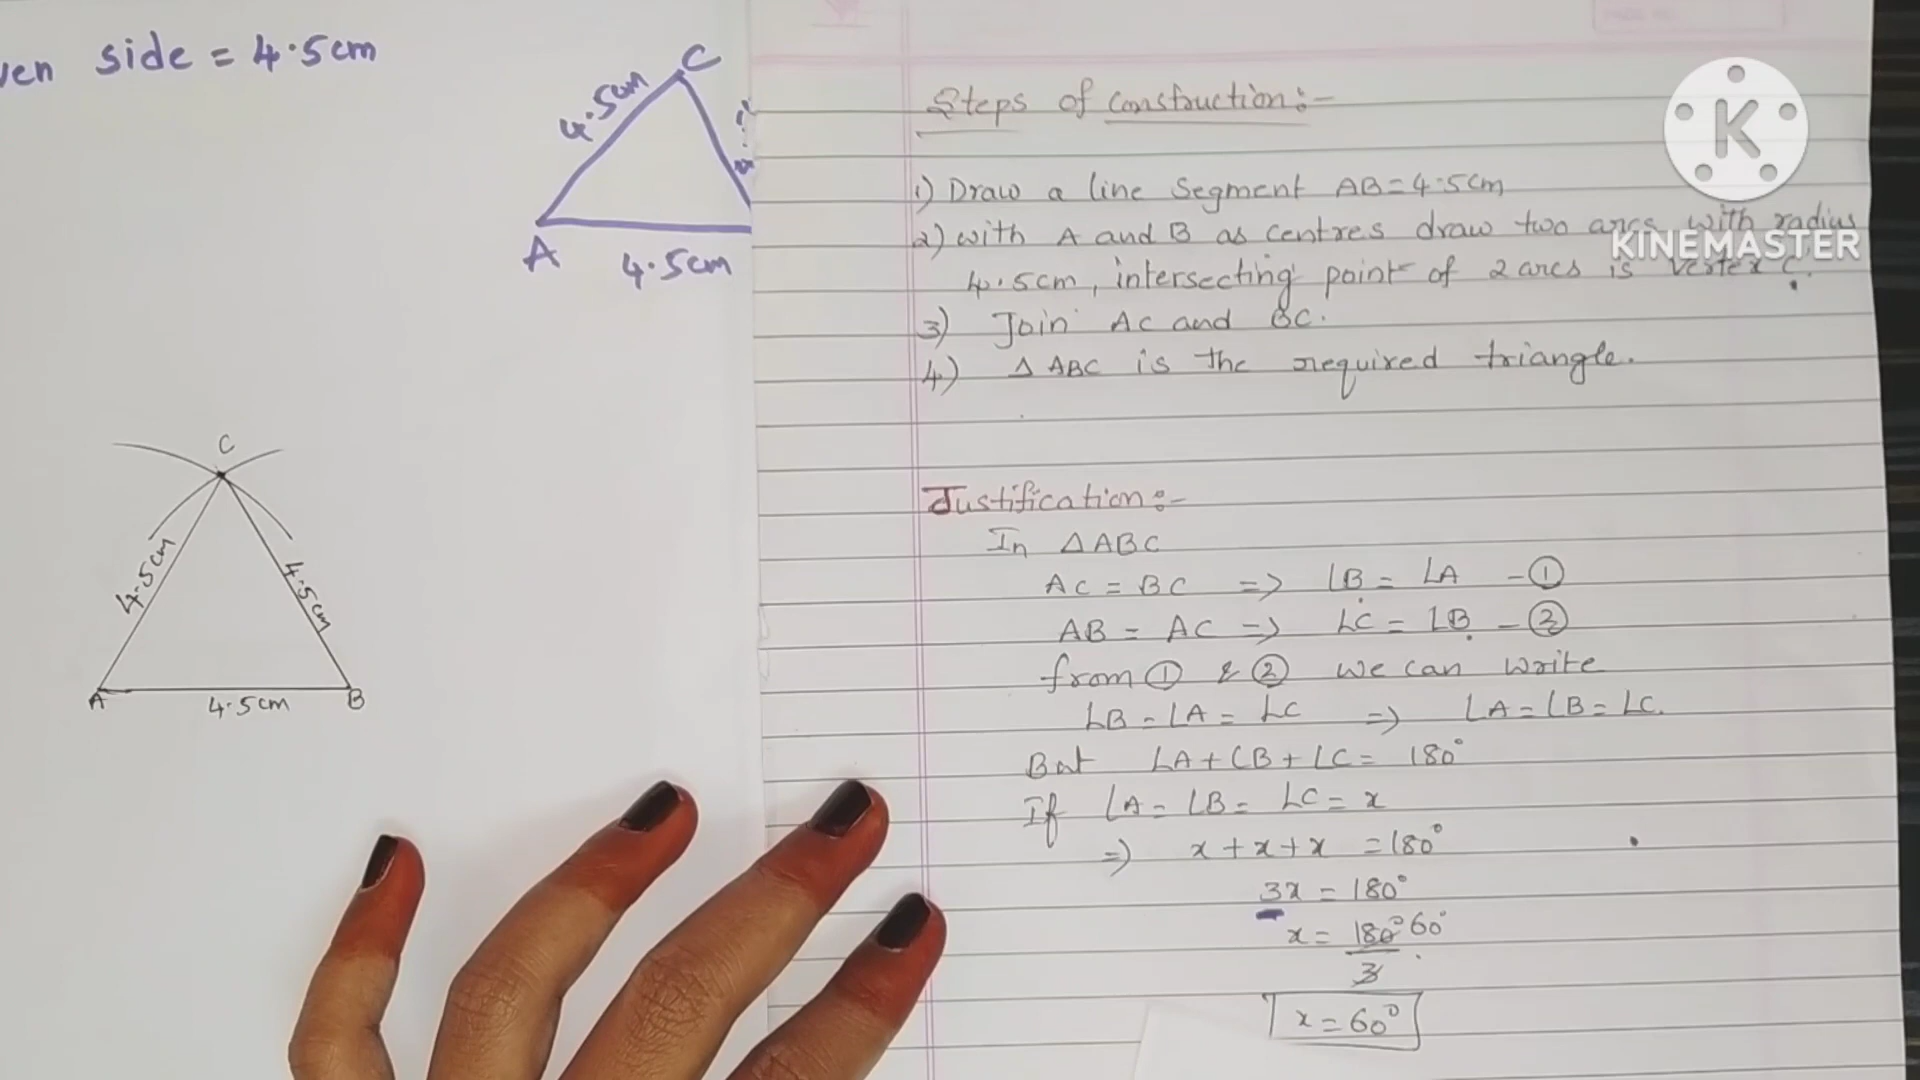 ven side = 4.5cm
C
4.5cm
A
4.5cm
C
4.5cm
4.5cm
A
4.5cm
B
Steps of construction:-
1) Draw a line segment AB=4.5cm
2) with A and B as centres draw two arcs with radius
4.5cm, intersecting point of 2 arcs is vertex C.
3) Join AC and BC.
4) Δ ABC is the required triangle.
Justification:-
In ΔABC
AC = BC => ∠B = ∠A -①
AB = AC => ∠C = ∠B -②
from ① & ② we can write
∠B = ∠A = ∠C => ∠A = ∠B = ∠C.
But ∠A + ∠B + ∠C = 180°
If ∠A = ∠B = ∠C = x
=> x + x + x = 180°
3x = 180°
x = 180° 60°
3
x = 60°
K
KINEMASTER